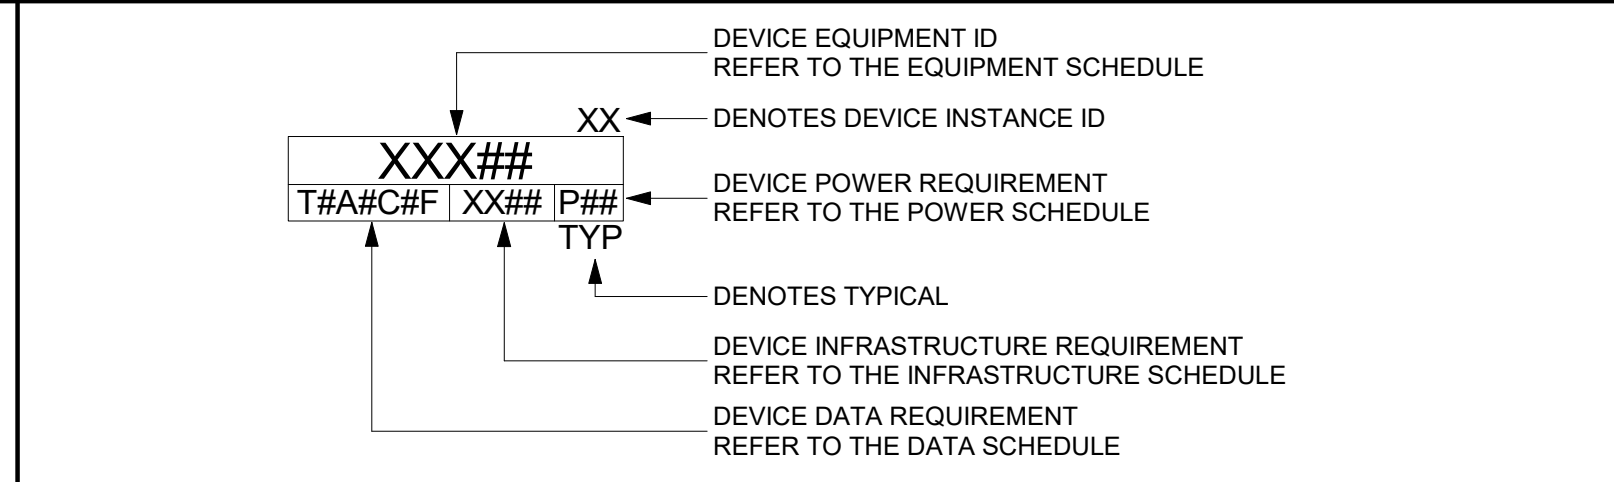 DEVICE EQUIPMENT ID
REFER TO THE EQUIPMENT SCHEDULE
XX
DENOTES DEVICE INSTANCE ID
XXX##
T#A#C#F XX## P##
DEVICE POWER REQUIREMENT
REFER TO THE POWER SCHEDULE
TYP
DENOTES TYPICAL
DEVICE INFRASTRUCTURE REQUIREMENT
REFER TO THE INFRASTRUCTURE SCHEDULE
DEVICE DATA REQUIREMENT
REFER TO THE DATA SCHEDULE